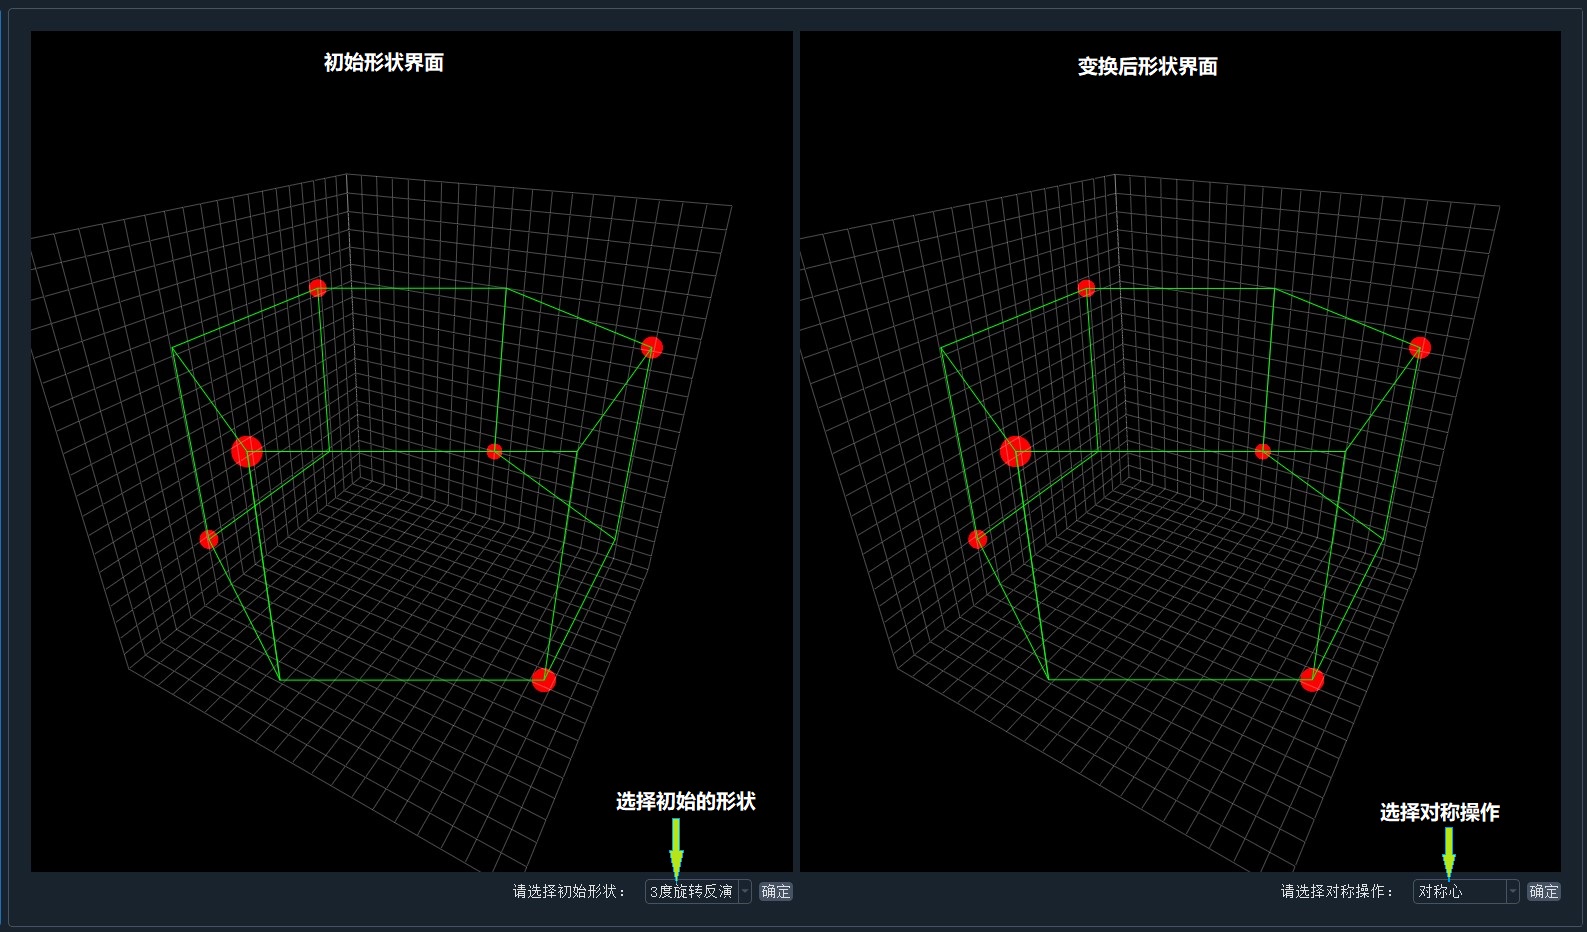 初始形状界面
变换后形状界面
选择初始的形状
选择对称操作
请选择初始形状： 3度旋转反演 确定
请选择对称操作： 对称心 确定